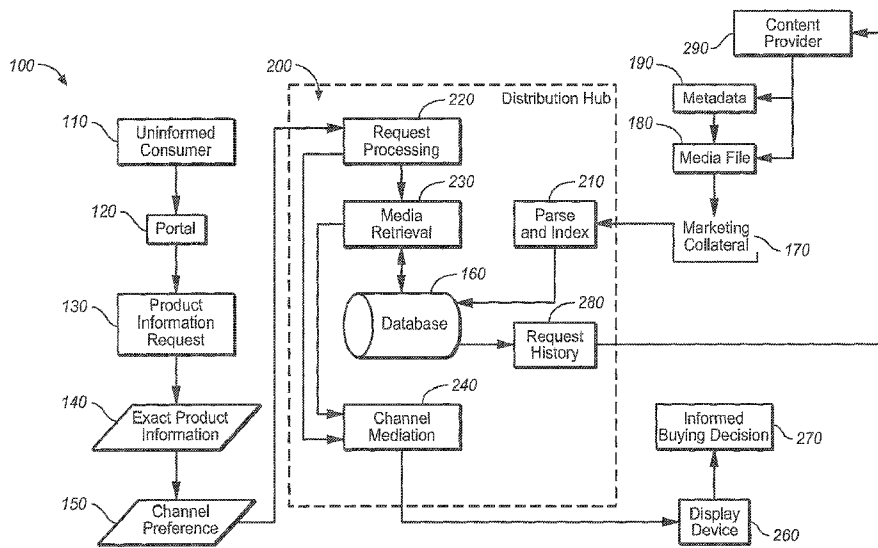 100
110
Uninformed
Consumer
120
Portal
130
Product
Information
Request
140
Exact Product
Information
150
Channel
Preference
200
Distribution Hub
220
Request
Processing
230
Media
Retrieval
210
Parse
and Index
160
Database
280
Request
History
240
Channel
Mediation
290
Content
Provider
190
Metadata
180
Media File
Marketing
Collateral
170
Informed
Buying Decision
270
Display
Device
260